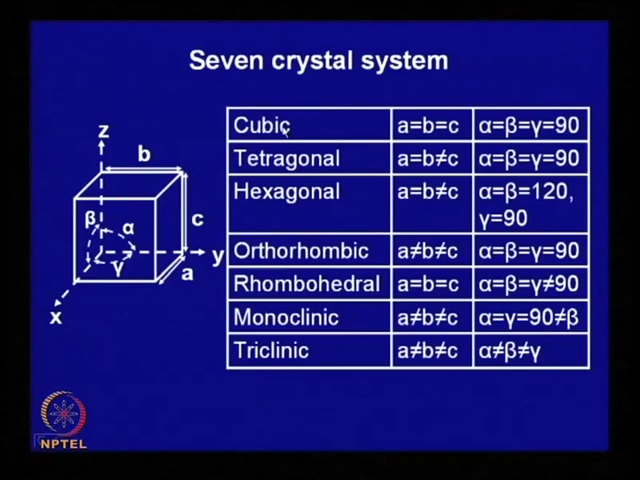 Seven crystal system
z
b
β
α
c
γ
y
a
x
Cubic a=b=c α=β=γ=90
Tetragonal a=b≠c α=β=γ=90
Hexagonal a=b≠c α=β=120,
γ=90
Orthorhombic a≠b≠c α=β=γ=90
Rhombohedral a=b=c α=β=γ≠90
Monoclinic a≠b≠c α=γ=90≠β
Triclinic a≠b≠c α≠β≠γ
NPTEL